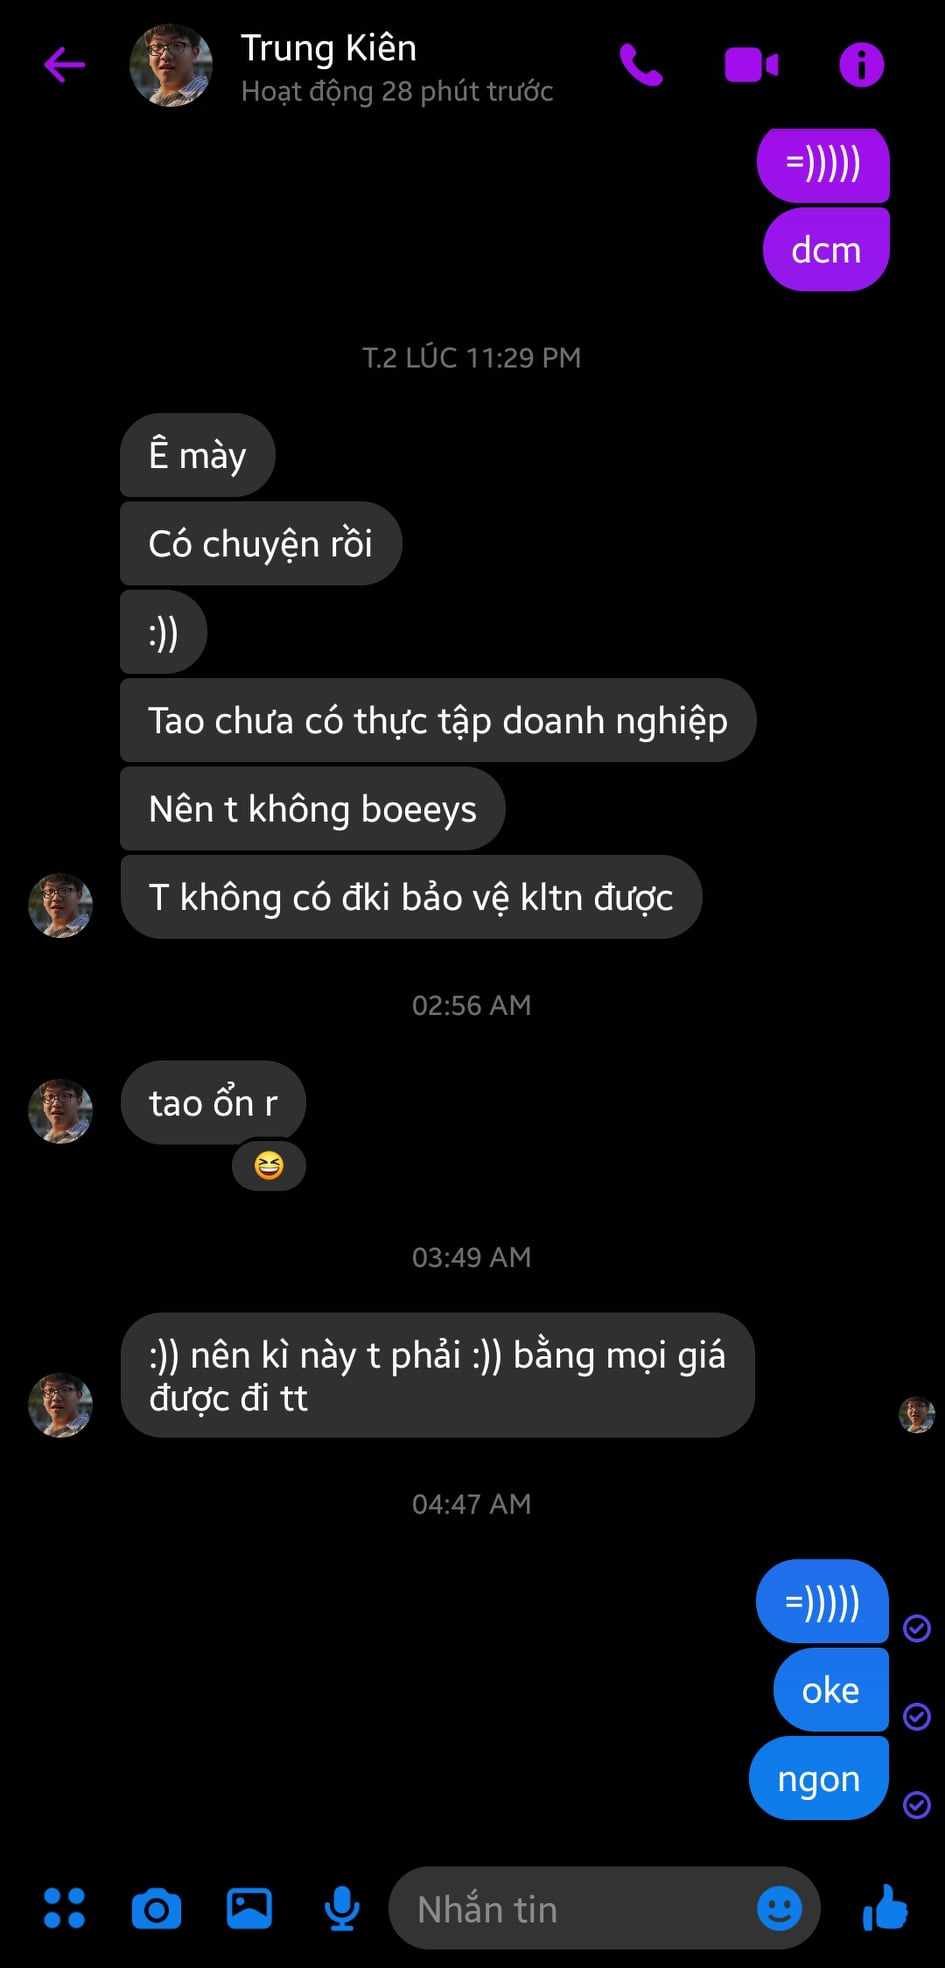 Trung Kiên
Hoạt động 28 phút trước
=)))))
dcm
T.2 LÚC 11:29 PM
Ê mày
Có chuyện rồi
:))
Tao chưa có thực tập doanh nghiệp
Nên t không boeeys
T không có đki bảo vệ kltn được
02:56 AM
tao ổn r
03:49 AM
:)) nên kì này t phải :)) bằng mọi giá
được đi tt
04:47 AM
=)))))
oke
ngon
Nhắn tin